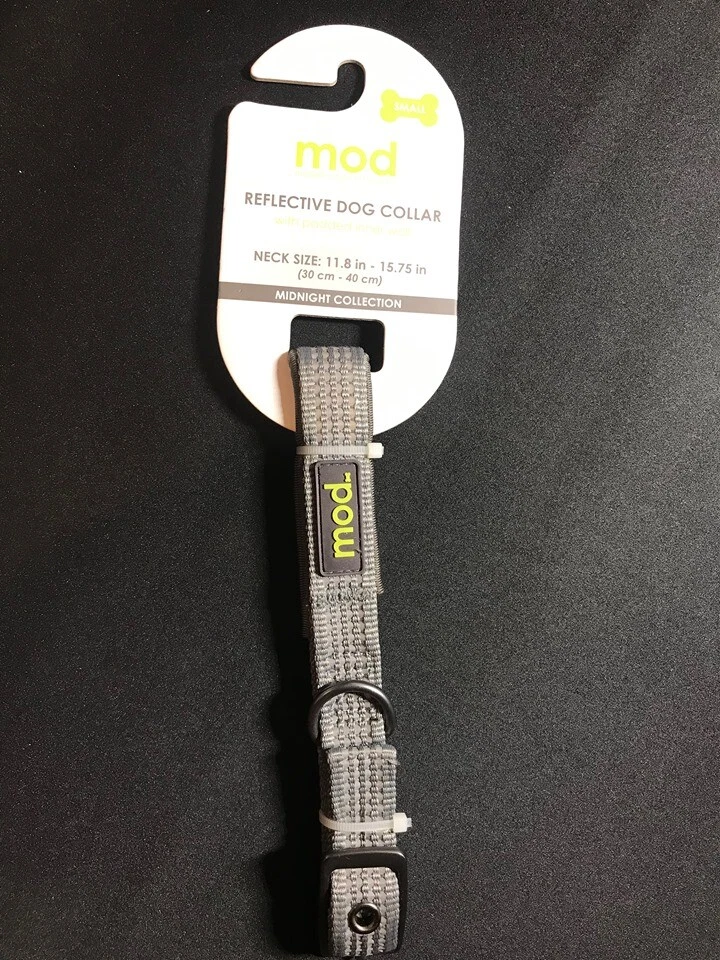 SMALL
mod
REFLECTIVE DOG COLLAR
with
NECK SIZE: 11.8 in - 15.75 in
(30 cm - 40 cm)
MIDNIGHT COLLECTION
mod